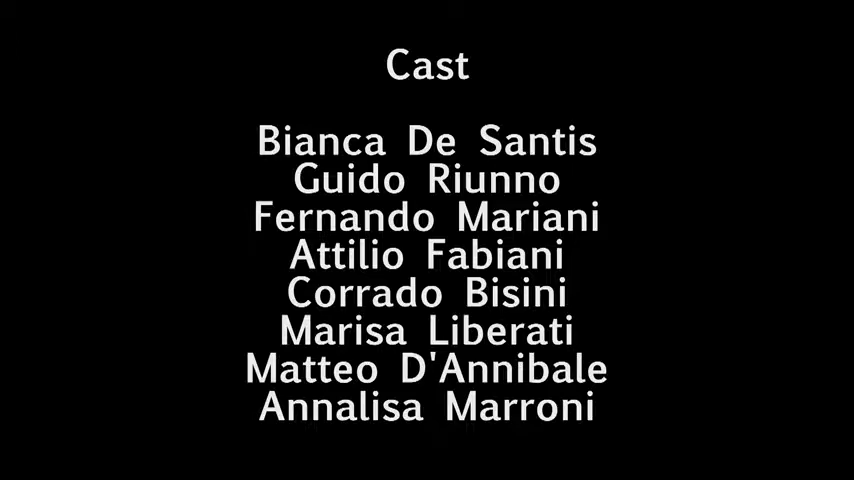 Cast
Bianca De Santis
Guido Riunno
Fernando Mariani
Attilio Fabiani
Corrado Bisini
Marisa Liberati
Matteo D'Annibale
Annalisa Marroni